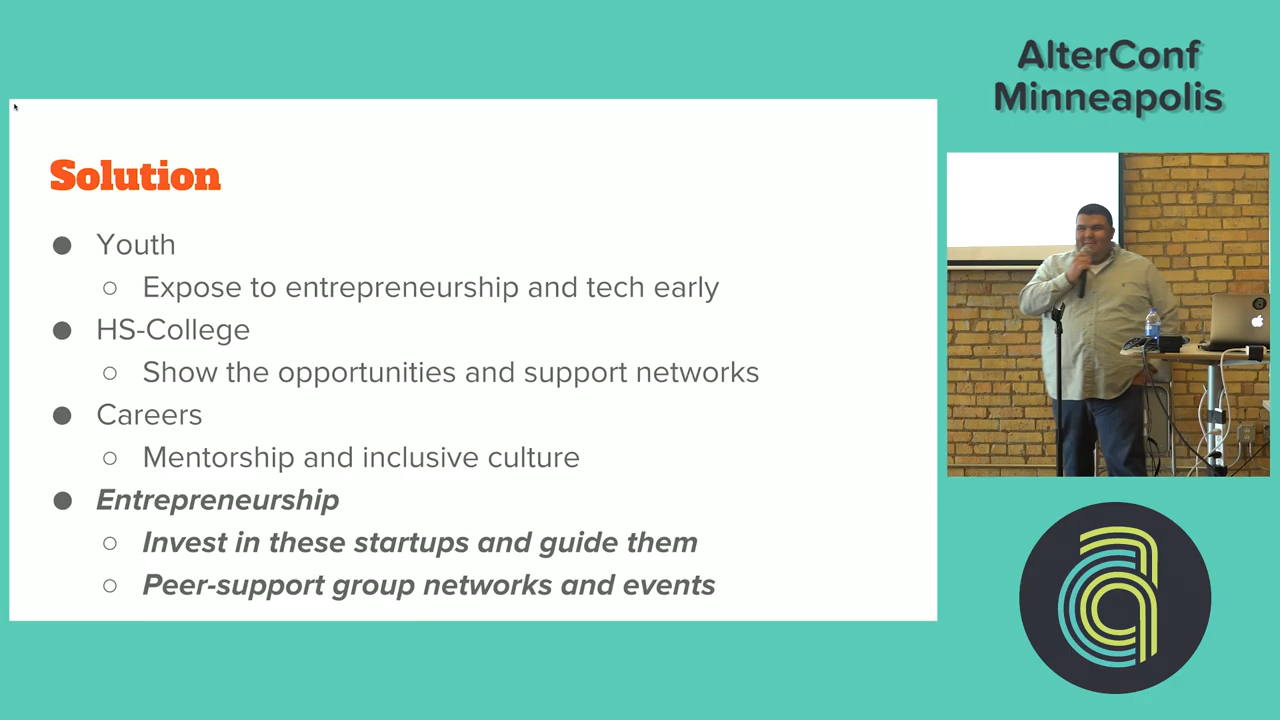 AlterConf
Minneapolis
Solution
● Youth
○ Expose to entrepreneurship and tech early
● HS-College
○ Show the opportunities and support networks
● Careers
○ Mentorship and inclusive culture
● Entrepreneurship
○ Invest in these startups and guide them
○ Peer-support group networks and events